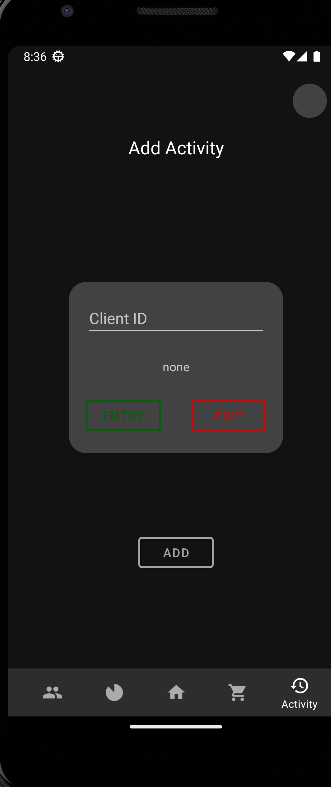 8:36
Add Activity
Client ID
none
ENTRY
EXIT
ADD
Activity